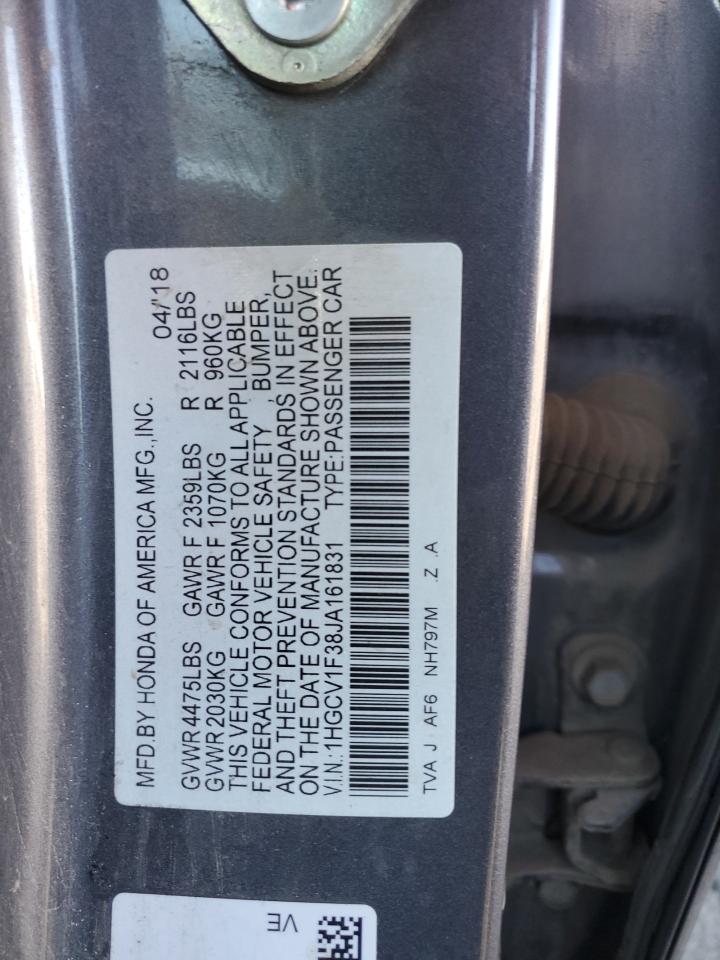 MFD.BY HONDA OF AMERICA MFG.,INC. 04/'18
GVWR 4475LBS GAWR F 2359LBS R 2116LBS
GVWR 2030KG GAWR F 1070KG R 960KG
THIS VEHICLE CONFORMS TO ALL APPLICABLE
FEDERAL MOTOR VEHICLE SAFETY , BUMPER,
AND THEFT PREVENTION STANDARDS IN EFFECT
ON THE DATE OF MANUFACTURE SHOWN ABOVE.
V.I.N.:1HGCV1F38JA161831 TYPE:PASSENGER CAR
TVA J AF6 NH797M .Z .A
VE